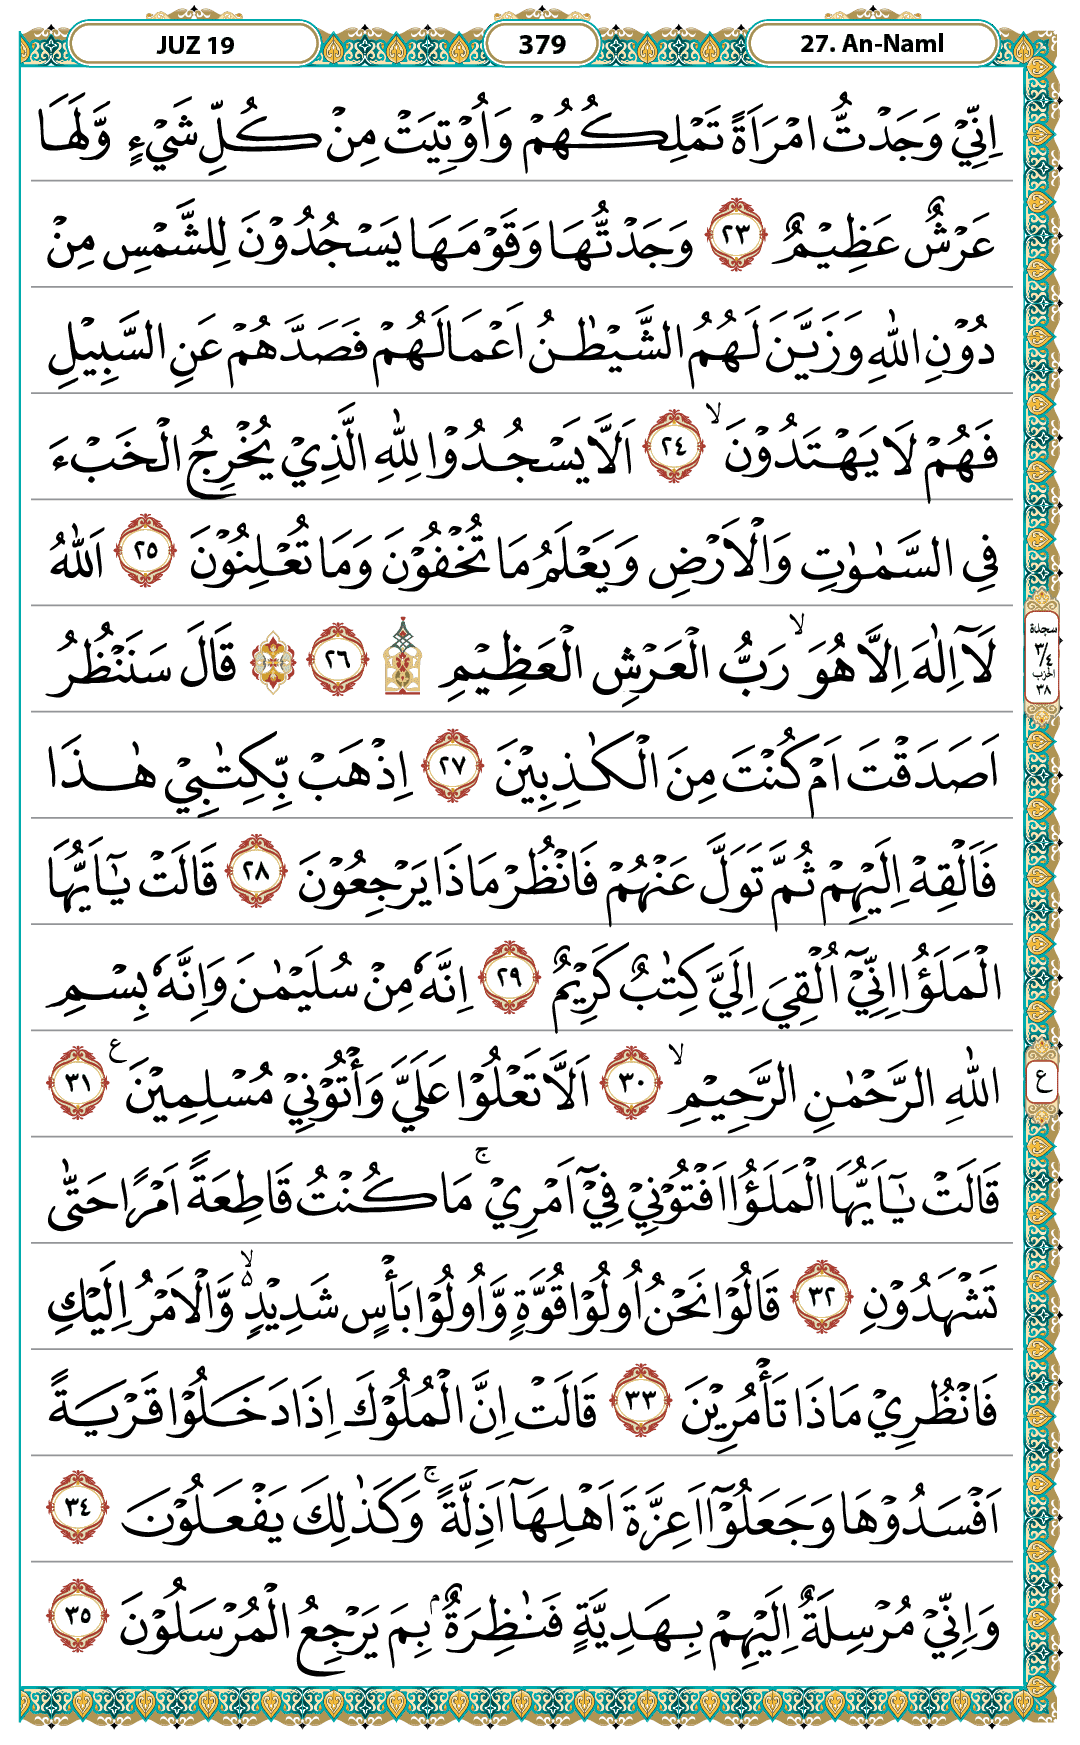 JUZ 19
379
27. An-Naml
اِنِّيْ وَجَدْتُّ امْرَاَةً تَمْلِكُهُمْ وَاُوْتِيَتْ مِنْ كُلِّ شَيْءٍ وَّلَهَا
عَرْشٌ عَظِيْمٌ ٢٣ وَجَدْتُّهَا وَقَوْمَهَا يَسْجُدُوْنَ لِلشَّمْسِ مِنْ
دُوْنِ اللّٰهِ وَزَيَّنَ لَهُمُ الشَّيْطٰنُ اَعْمَالَهُمْ فَصَدَّهُمْ عَنِ السَّبِيْلِ
فَهُمْ لَا يَهْتَدُوْنَ ۙ ٢٤ اَلَّا يَسْجُدُوْا لِلّٰهِ الَّذِيْ يُخْرِجُ الْخَبْءَ
فِى السَّمٰوٰتِ وَالْاَرْضِ وَيَعْلَمُ مَا تُخْفُوْنَ وَمَا تُعْلِنُوْنَ ٢٥ اَللّٰهُ
لَآ اِلٰهَ اِلَّا هُوَۙ رَبُّ الْعَرْشِ الْعَظِيْمِ ۩ ٢٦ ۞ قَالَ سَنَنْظُرُ
سجدة
٣/٤
الحزب
٣٨
اَصَدَقْتَ اَمْ كُنْتَ مِنَ الْكٰذِبِيْنَ ٢٧ اِذْهَبْ بِّكِتٰبِيْ هٰذَا
فَاَلْقِهْ اِلَيْهِمْ ثُمَّ تَوَلَّ عَنْهُمْ فَانْظُرْ مَاذَا يَرْجِعُوْنَ ٢٨ قَالَتْ يٰٓاَيُّهَا
الْمَلَؤُا اِنِّيْٓ اُلْقِيَ اِلَيَّ كِتٰبٌ كَرِيْمٌ ٢٩ اِنَّهٗ مِنْ سُلَيْمٰنَ وَاِنَّهٗ بِسْمِ
اللّٰهِ الرَّحْمٰنِ الرَّحِيْمِ ۙ ٣٠ اَلَّا تَعْلُوْا عَلَيَّ وَأْتُوْنِيْ مُسْلِمِيْنَ ࣖ ٣١
ع
قَالَتْ يٰٓاَيُّهَا الْمَلَؤُا اَفْتُوْنِيْ فِيْٓ اَمْرِيْۚ مَا كُنْتُ قَاطِعَةً اَمْرًا حَتّٰى
تَشْهَدُوْنِ ٣٢ قَالُوْا نَحْنُ اُولُوْا قُوَّةٍ وَّاُولُوْا بَأْسٍ شَدِيْدٍ ەۙ وَّالْاَمْرُ اِلَيْكِ
فَانْظُرِيْ مَاذَا تَأْمُرِيْنَ ٣٣ قَالَتْ اِنَّ الْمُلُوْكَ اِذَا دَخَلُوْا قَرْيَةً
اَفْسَدُوْهَا وَجَعَلُوْٓا اَعِزَّةَ اَهْلِهَآ اَذِلَّةً ۚ وَكَذٰلِكَ يَفْعَلُوْنَ ٣٤
وَاِنِّيْ مُرْسِلَةٌ اِلَيْهِمْ بِهَدِيَّةٍ فَنٰظِرَةٌ ۢ بِمَ يَرْجِعُ الْمُرْسَلُوْنَ ٣٥